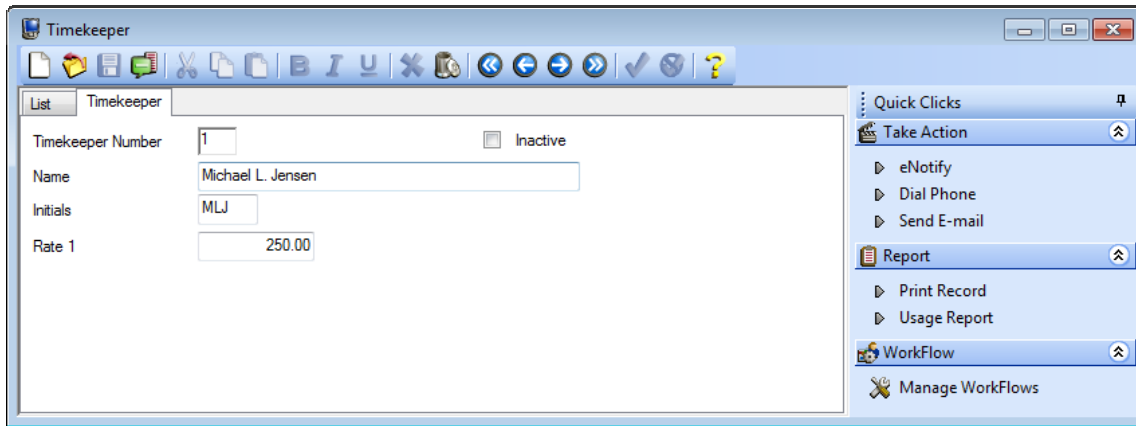 Timekeeper
B I U ?
List Timekeeper
Timekeeper Number 1 Inactive
Name Michael L. Jensen
Initials MLJ
Rate 1 250.00
Quick Clicks
Take Action
eNotify
Dial Phone
Send E-mail
Report
Print Record
Usage Report
WorkFlow
Manage WorkFlows